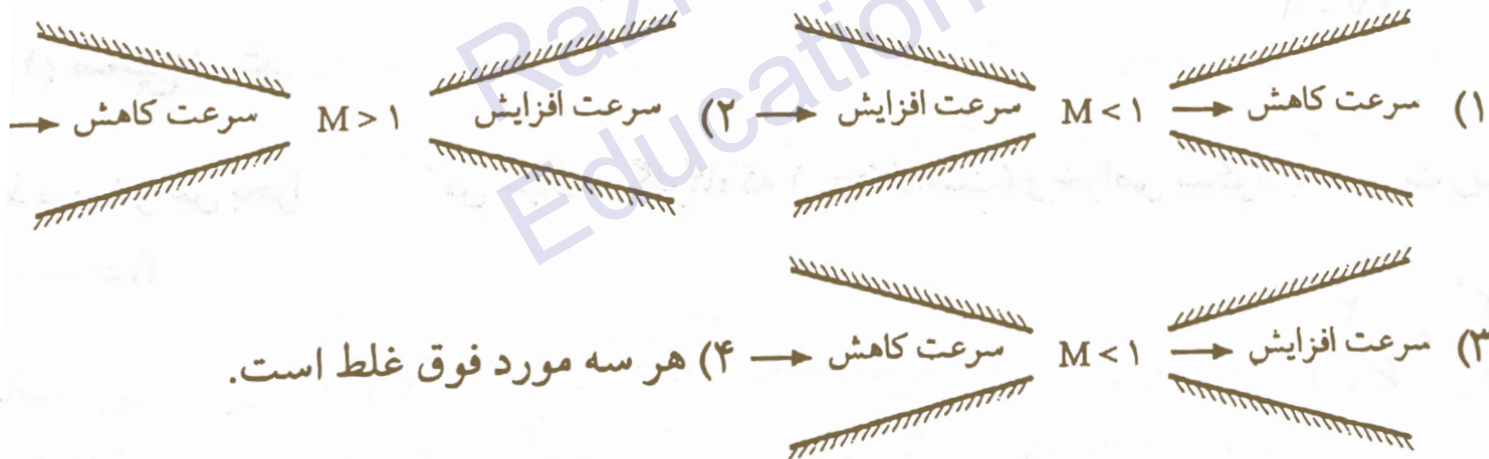 ۱) سرعت کاهش M < ۱ سرعت افزایش
۲) سرعت افزایش M > ۱ سرعت کاهش
۳) سرعت افزایش M < ۱ سرعت کاهش
۴) هر سه مورد فوق غلط است.
Education